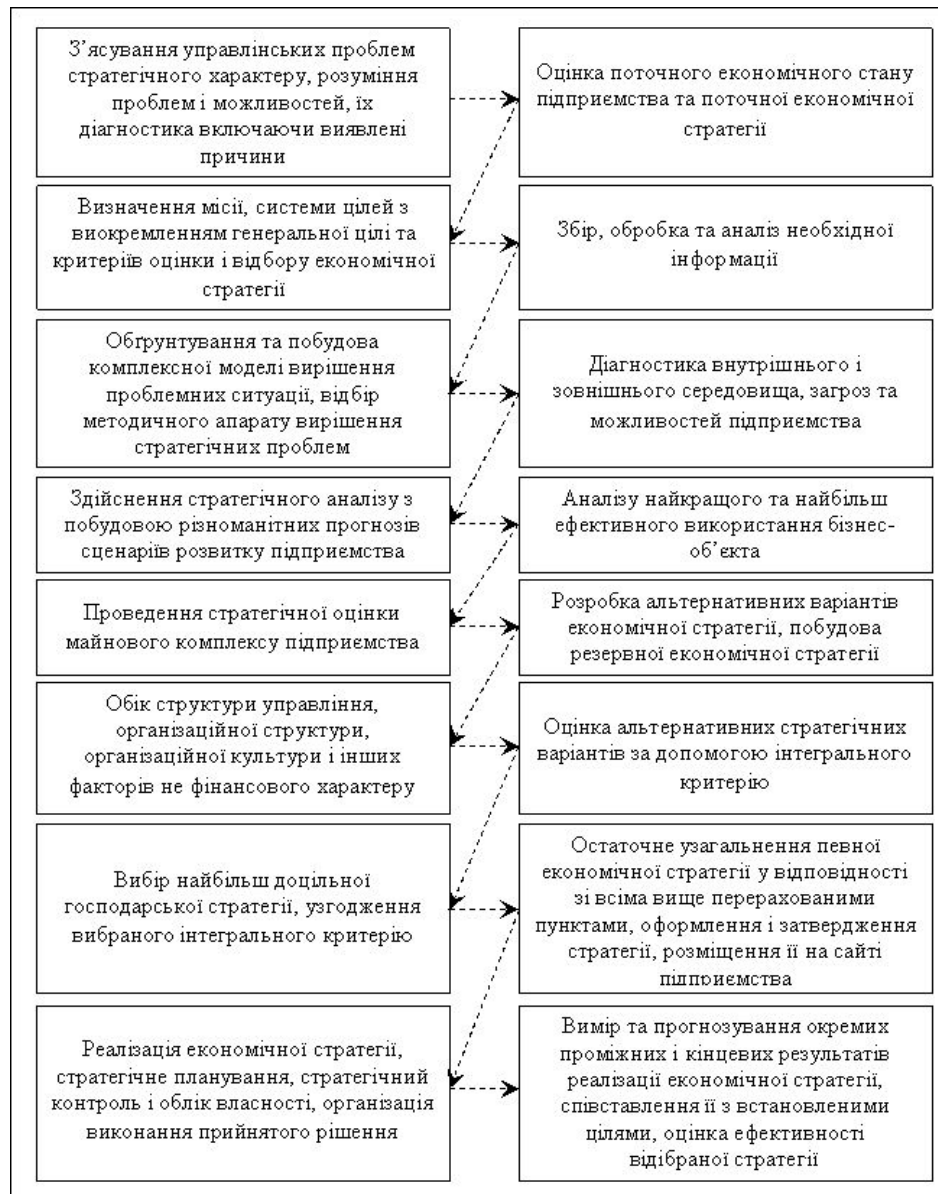 З’ясування управлінських проблем
стратегічного характеру, розуміння
проблем і можливостей, їх
діагностика включаючи виявлені
причини
Оцінка поточного економічного стану
підприємства та поточної економічної
стратегії
Визначення місії, системи цілей з
виокремленням генеральної цілі та
критеріїв оцінки і відбору економічної
стратегії
Збір, обробка та аналіз необхідної
інформації
Обґрунтування та побудова
комплексної моделі вирішення
проблемних ситуації, відбір
методичного апарату вирішення
стратегічних проблем
Діагностика внутрішнього і
зовнішнього середовища, загроз та
можливостей підприємства
Здійснення стратегічного аналізу з
побудовою різноманітних прогнозів
сценаріїв розвитку підприємства
Аналізу найкращого та найбільш
ефективного використання бізнес-
об’єкта
Проведення стратегічної оцінки
майнового комплексу підприємства
Розробка альтернативних варіантів
економічної стратегії, побудова
резервної економічної стратегії
Обік структури управління,
організаційної структури,
організаційної культури і інших
факторів не фінансового характеру
Оцінка альтернативних стратегічних
варіантів за допомогою інтегрального
критерію
Вибір найбільш доцільної
господарської стратегії, узгодження
вибраного інтегрального критерію
Остаточне узагальнення певної
економічної стратегії у відповідності
зі всіма вище перерахованими
пунктами, оформлення і затвердження
стратегії, розміщення її на сайті
підприємства
Реалізація економічної стратегії,
стратегічне планування, стратегічний
контроль і облік власності, організація
виконання прийнятого рішення
Вимір та прогнозування окремих
проміжних і кінцевих результатів
реалізації економічної стратегії,
співставлення її з встановленими
цілями, оцінка ефективності
відібраної стратегії